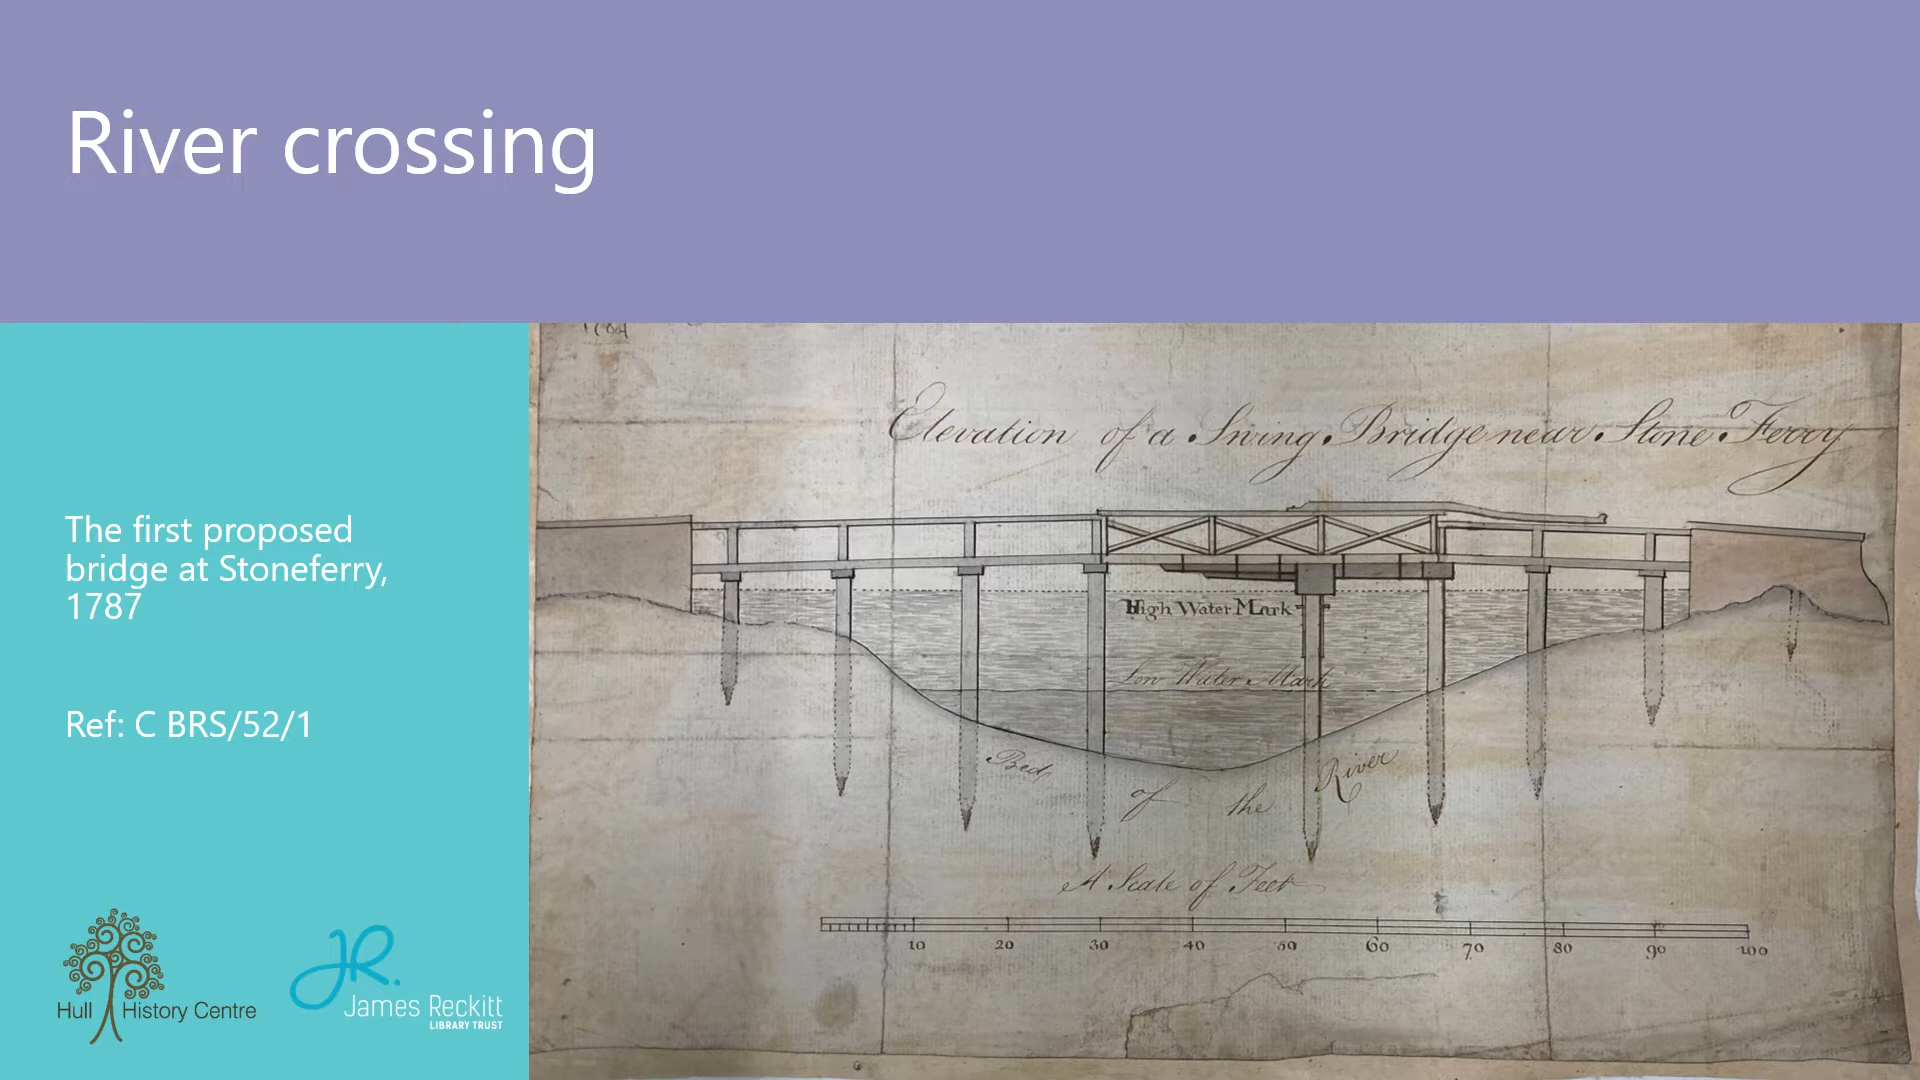 River crossing
The first proposed
bridge at Stoneferry,
1787
Ref: C BRS/52/1
Hull History Centre
JR.
James Reckitt
LIBRARY TRUST
Elevation of a Swing Bridge near Stone Ferry
High Water Mark
Low Water Mark
Bed of the River
A Scale of Feet
10 20 30 40 50 60 70 80 90 100